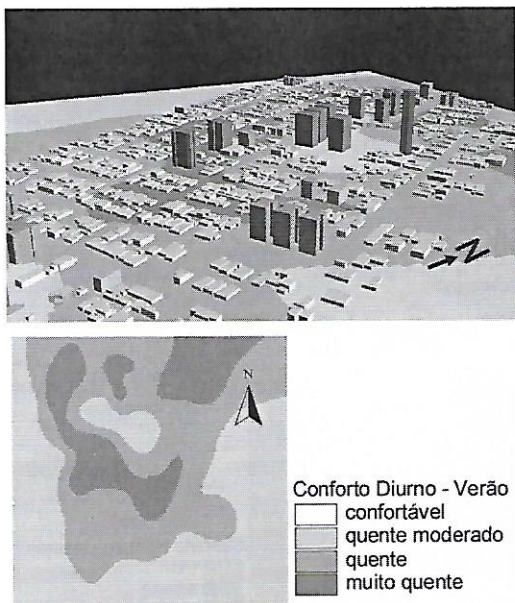 N
N
Conforto Diurno - Verão
confortável
quente moderado
quente
muito quente